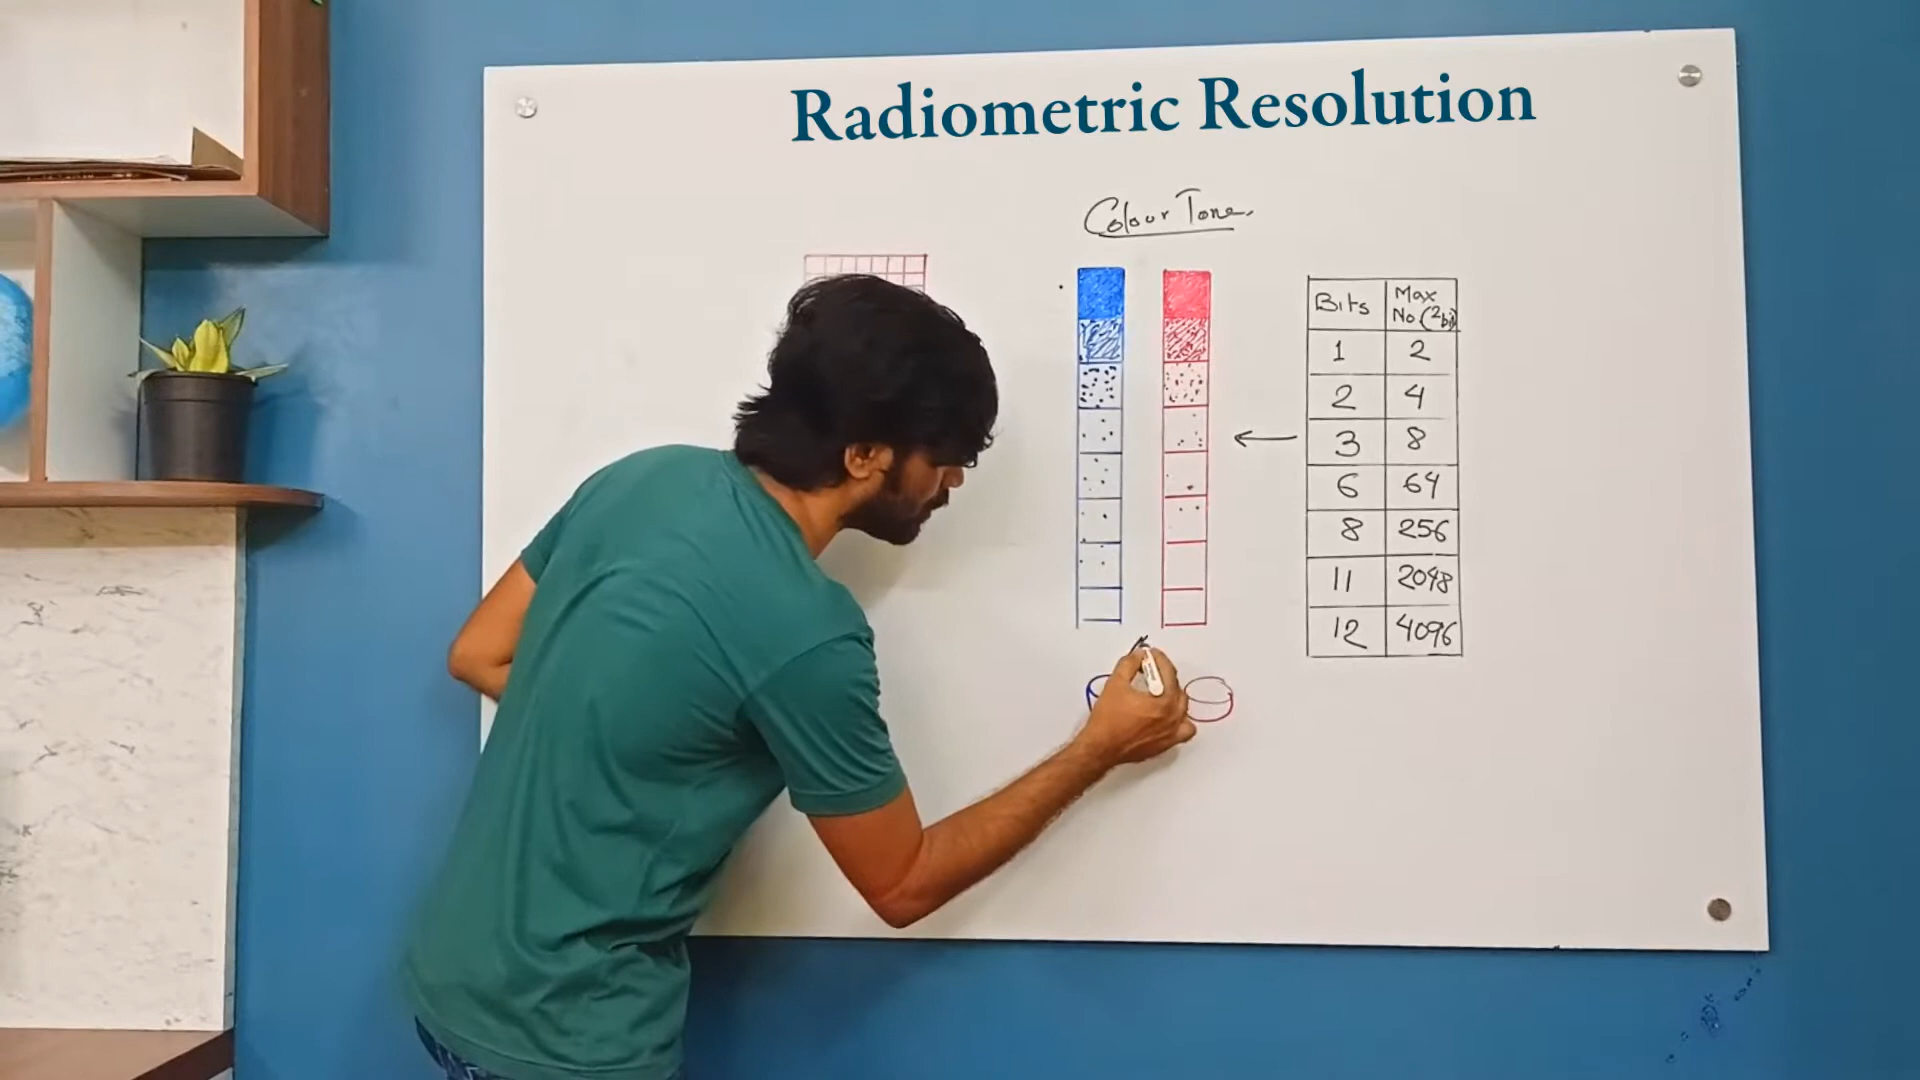 Radiometric Resolution
Colour Tone.
Bits Max No (2bit)
1 2
2 4
3 8
6 64
8 256
11 2048
12 4096